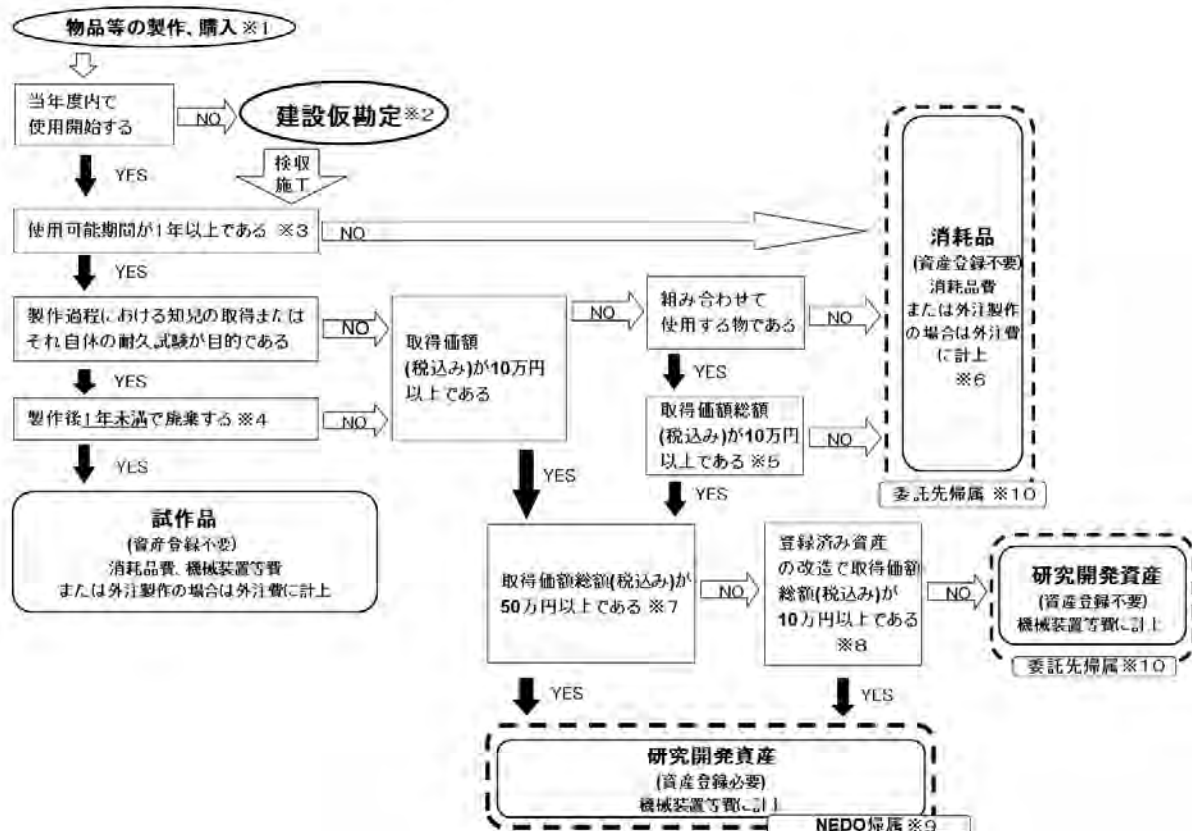 物品等の製作、購入 ※1
当年度内で
使用開始する
NO
建設仮勘定※2
YES
検収
施工
使用可能期間が1年以上である ※3
NO
YES
製作過程における知見の取得または
それ自体の耐久試験が目的である
NO
YES
製作後1年未満で廃棄する ※4
NO
YES
試作品
(資産登録不要)
消耗品費、機械装置等費
または外注製作の場合は外注費に計上
取得価額
(税込み)が10万円
以上である
NO
YES
組み合わせて
使用する物である
NO
YES
取得価額総額
(税込み)が10万円
以上である ※5
NO
YES
消耗品
(資産登録不要)
消耗品費
または外注製作
の場合は外注費
に計上
※6
委託先帰属 ※10
取得価額総額(税込み)が
50万円以上である ※7
NO
YES
登録済み資産
の改造で取得価額
総額(税込み)が
10万円以上である
※8
NO
YES
研究開発資産
(資産登録不要)
機械装置等費に計上
委託先帰属※10
研究開発資産
(資産登録必要)
機械装置等費に計上
NEDO帰属 ※9